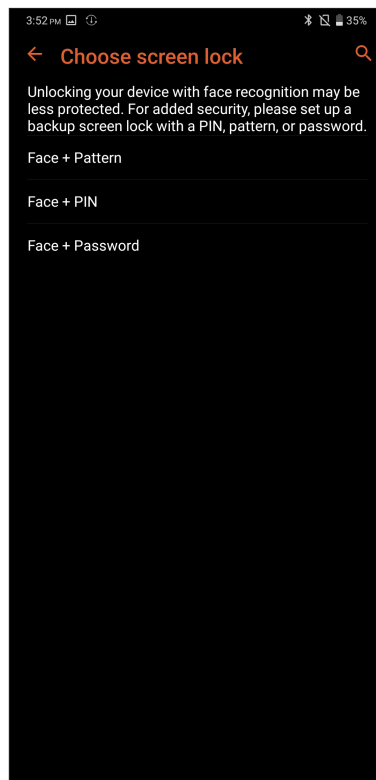 3:52 PM 35%
Choose screen lock
Unlocking your device with face recognition may be
less protected. For added security, please set up a
backup screen lock with a PIN, pattern, or password.
Face + Pattern
Face + PIN
Face + Password